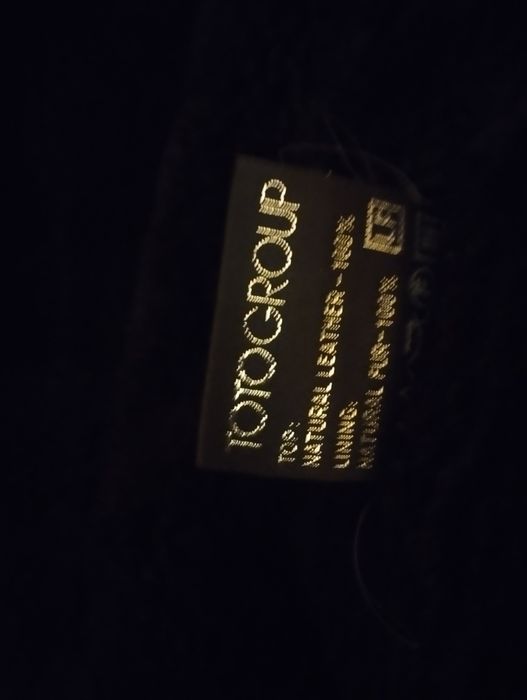 TOTOGROUP
TOP:
NATURAL LEATHER - 100%
LINING:
NATURAL FUR - 100%